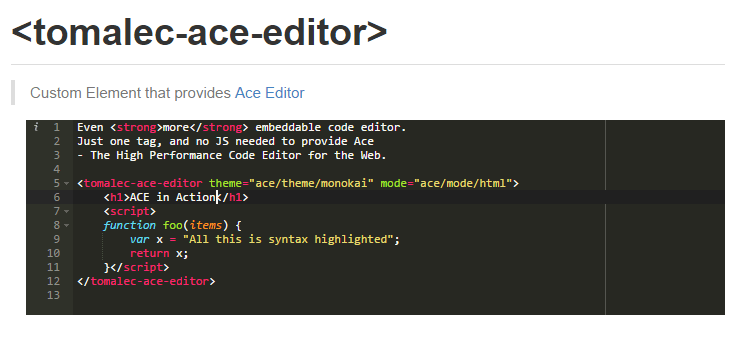 <tomalec-ace-editor>
Custom Element that provides Ace Editor
i 1 Even <strong>more</strong> embeddable code editor.
2 Just one tag, and no JS needed to provide Ace
3 - The High Performance Code Editor for the Web.
4
5 <tomalec-ace-editor theme="ace/theme/monokai" mode="ace/mode/html">
6 <h1>ACE in Action</h1>
7 <script>
8 function foo(items) {
9 var x = "All this is syntax highlighted";
10 return x;
11 }</script>
12 </tomalec-ace-editor>
13